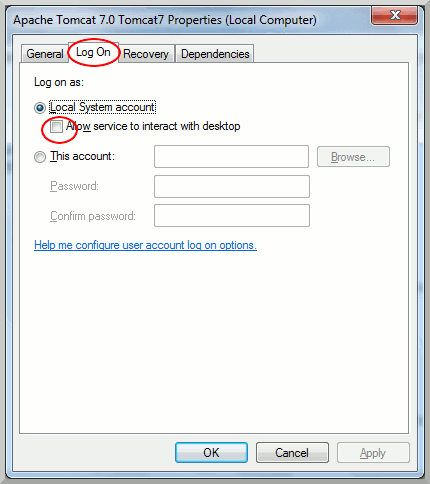 Apache Tomcat 7.0 Tomcat7 Properties (Local Computer)
General Log On Recovery Dependencies
Log on as:
Local System account
Allow service to interact with desktop
This account: Browse...
Password:
Confirm password:
Help me configure user account log on options.
OK Cancel Apply